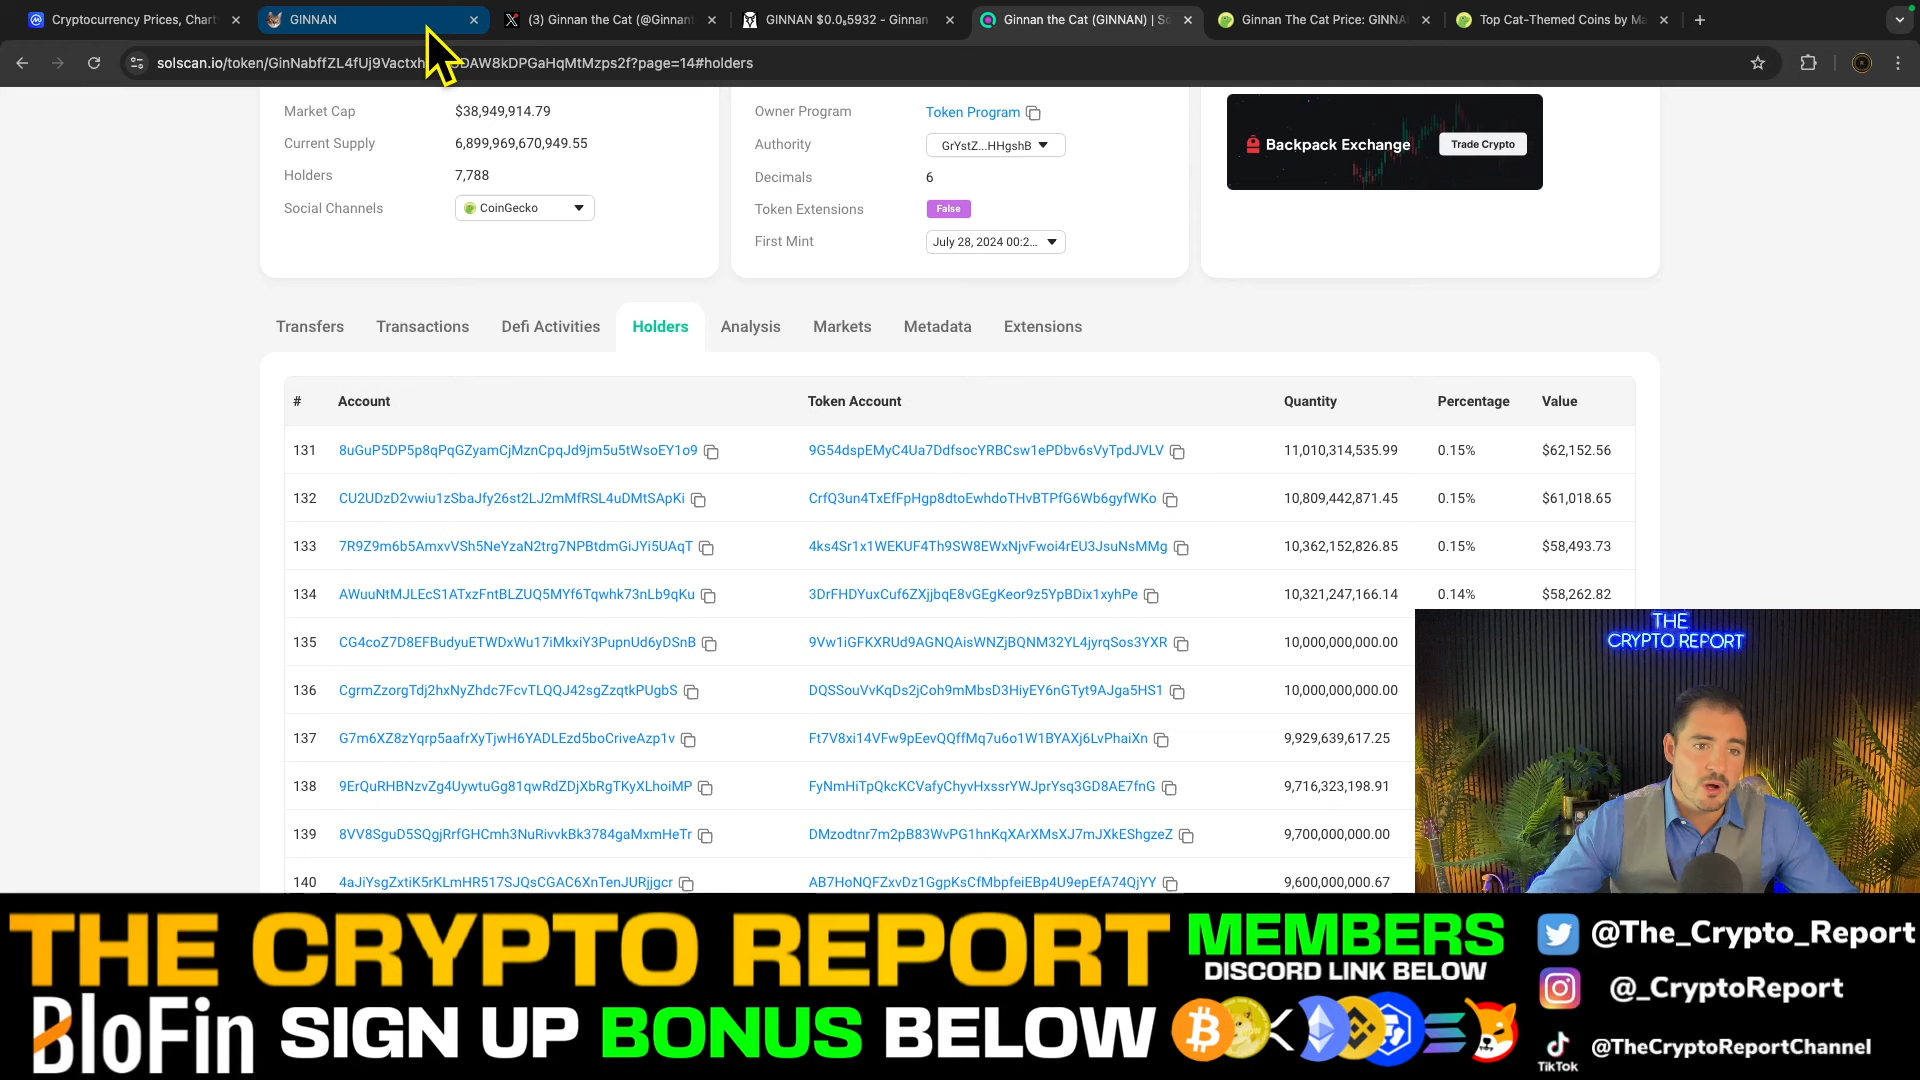 Cryptocurrency Prices, Chart
GINNAN
(3) Ginnan the Cat (@Ginnant
GINNAN $0.0₅5932 - Ginnan
Ginnan the Cat (GINNAN) | So
Ginnan The Cat Price: GINNA
Top Cat-Themed Coins by Ma
Market Cap $38,949,914.79
Current Supply 6,899,969,670,949.55
Holders 7,788
Social Channels CoinGecko
Owner Program Token Program
Authority GrYstZ...HHgshB
Decimals 6
Token Extensions False
First Mint July 28, 2024 00:2...
Backpack Exchange Trade Crypto
Transfers Transactions Defi Activities Holders Analysis Markets Metadata Extensions
# Account Token Account Quantity Percentage Value
131 8uGuP5DP5p8qPqGZyamCjMznCpqJd9jm5u5tWsoEY1o9 9G54dspEMyC4Ua7DdfsocYRBCsw1ePDbv6sVyTpdJVLV 11,010,314,535.99 0.15% $62,152.56
132 CU2UDzD2vwiu1zSbaJfy26st2LJ2mMfRSL4uDMtSApKi CrfQ3un4TxEfFpHgp8dtoEwhdoTHvBTPfG6Wb6gyfWKo 10,809,442,871.45 0.15% $61,018.65
133 7R9Z9m6b5AmxvVSh5NeYzaN2trg7NPBtdmGiJYi5UAqT 4ks4Sr1x1WEKUF4Th9SW8EWxNjvFwoi4rEU3JsuNsMMg 10,362,152,826.85 0.15% $58,493.73
134 AWuuNtMJLEcS1ATxzFntBLZUQ5MYf6Tqwhk73nLb9qKu 3DrFHDYuxCuf6ZXjjbqE8vGEgKeor9z5YpBDix1xyhPe 10,321,247,166.14 0.14% $58,262.82
135 CG4coZ7D8EFBudyuETWDxWu17iMkxiY3PupnUd6yDSnB 9Vw1iGFKXRUd9AGNQAisWNZjBQNM32YL4jyrqSos3YXR 10,000,000,000.00
136 CgrmZzorgTdj2hxNyZhdc7FcvTLQQJ42sgZzqtkPUgbS DQSSouVvKqDs2jCoh9mMbsD3HiyEY6nGTyt9AJga5HS1 10,000,000,000.00
137 G7m6XZ8zYqrp5aafrXyTjwH6YADLEzd5boCriveAzp1v Ft7V8xi14VFw9pEevQQffMq7u6o1W1BYAXj6LvPhaiXn 9,929,639,617.25
138 9ErQuRHBNzvZg4UywtuGg81qwRdZDjXbRgTKyXLhoiMP FyNmHiTpQkcKCVafyChyvHxssrYWJprYsq3GD8AE7fnG 9,716,323,198.91
139 8VV8SguD5SQgjRrfGHCmh3NuRivvkBk3784gaMxmHeTr DMzodtnr7m2pB83WvPG1hnKqXArXMsXJ7mJXkEShgzeZ 9,700,000,000.00
140 4aJiYsgZxtiK5rKLmHR517SJQsCGAC6XnTenJURjjgcr AB7HoNQFZxvDz1GgpKsCfMbpfeiEBp4U9epEfA74QjYY 9,600,000,000.67
THE
CRYPTO REPORT
THE CRYPTO REPORT
MEMBERS
DISCORD LINK BELOW
BloFin SIGN UP BONUS BELOW
@The_Crypto_Report
@_CryptoReport
TikTok @TheCryptoReportChannel